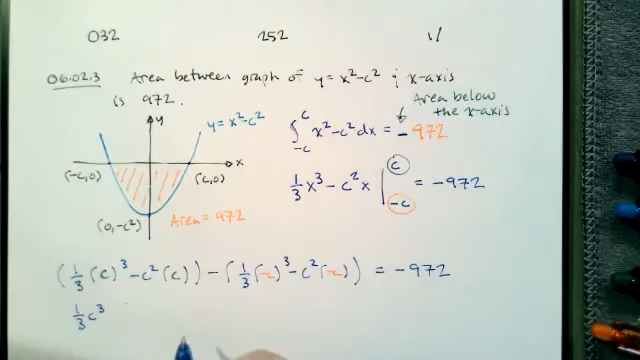 032 252 1/
06.02.3 Area between graph of y = x²-c² & x-axis
is 972.
Area below
the x-axis
y
y = x²-c²
x
(-c,0) (c,0)
(0,-c²)
Area = 972
∫_{-c}^{c} x²-c² dx = -972
1/3 x³ - c²x |_{-c}^{c} = -972
(1/3 (c)³ - c²(c)) - (1/3 (-c)³ - c²(-c)) = -972
1/3 c³